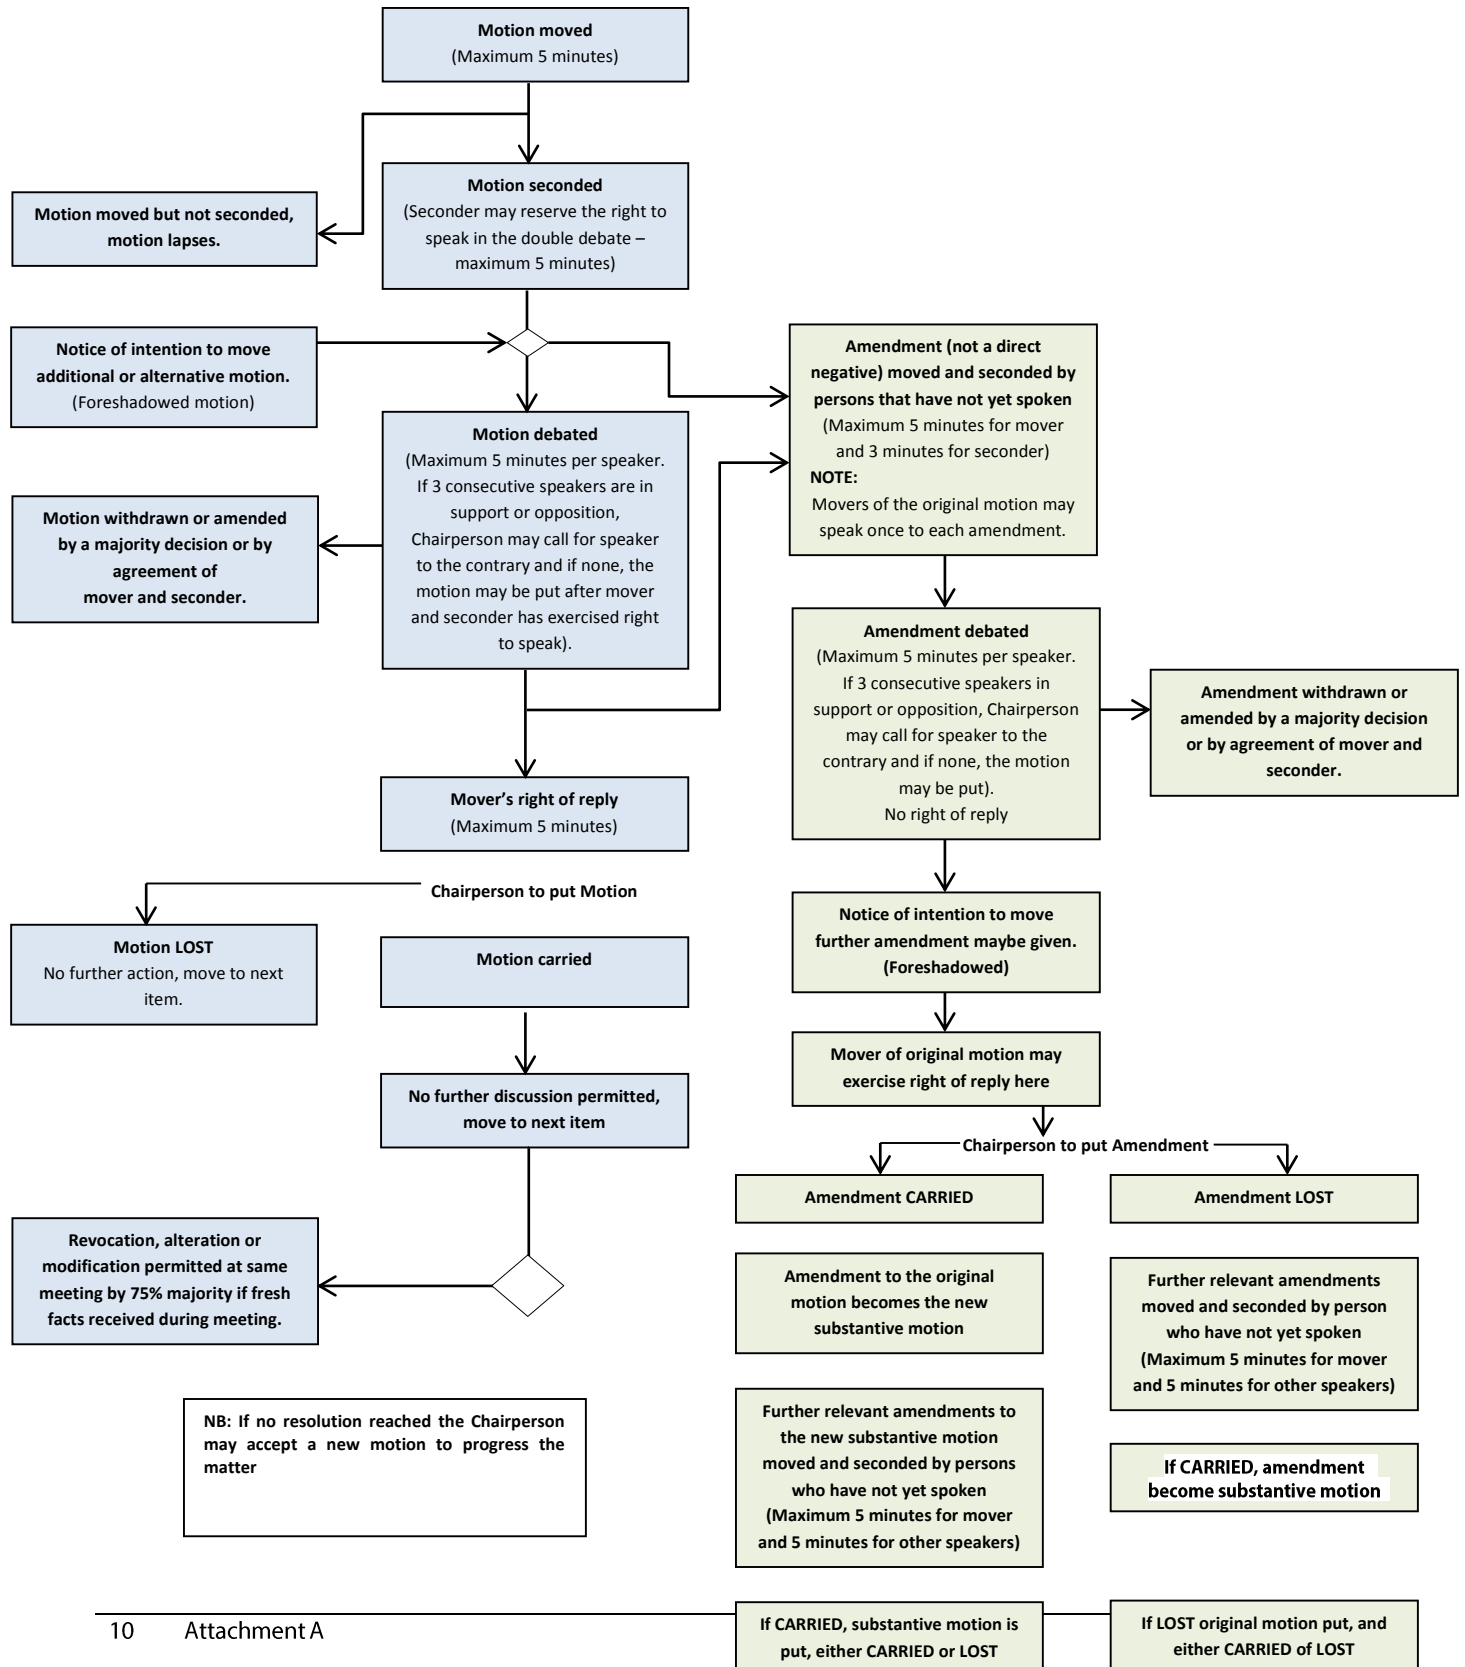 Motion moved
(Maximum 5 minutes)
Motion seconded
(Seconder may reserve the right to
speak in the double debate –
maximum 5 minutes)
Motion moved but not seconded,
motion lapses.
Notice of intention to move
additional or alternative motion.
(Foreshadowed motion)
Motion debated
(Maximum 5 minutes per speaker.
If 3 consecutive speakers are in
support or opposition,
Chairperson may call for speaker
to the contrary and if none, the
motion may be put after mover
and seconder has exercised right
to speak).
Motion withdrawn or amended
by a majority decision or by
agreement of
mover and seconder.
Mover’s right of reply
(Maximum 5 minutes)
Chairperson to put Motion
Motion LOST
No further action, move to next
item.
Motion carried
No further discussion permitted,
move to next item
Revocation, alteration or
modification permitted at same
meeting by 75% majority if fresh
facts received during meeting.
NB: If no resolution reached the Chairperson
may accept a new motion to progress the
matter
Amendment (not a direct
negative) moved and seconded by
persons that have not yet spoken
(Maximum 5 minutes for mover
and 3 minutes for seconder)
NOTE:
Movers of the original motion may
speak once to each amendment.
Amendment debated
(Maximum 5 minutes per speaker.
If 3 consecutive speakers in
support or opposition, Chairperson
may call for speaker to the
contrary and if none, the motion
may be put).
No right of reply
Amendment withdrawn or
amended by a majority decision
or by agreement of mover and
seconder.
Notice of intention to move
further amendment maybe given.
(Foreshadowed)
Mover of original motion may
exercise right of reply here
Chairperson to put Amendment
Amendment CARRIED
Amendment to the original
motion becomes the new
substantive motion
Further relevant amendments to
the new substantive motion
moved and seconded by persons
who have not yet spoken
(Maximum 5 minutes for mover
and 5 minutes for other speakers)
If CARRIED, substantive motion is
put, either CARRIED or LOST
Amendment LOST
Further relevant amendments
moved and seconded by person
who have not yet spoken
(Maximum 5 minutes for mover
and 5 minutes for other speakers)
If CARRIED, amendment
become substantive motion
If LOST original motion put, and
either CARRIED of LOST
10 Attachment A